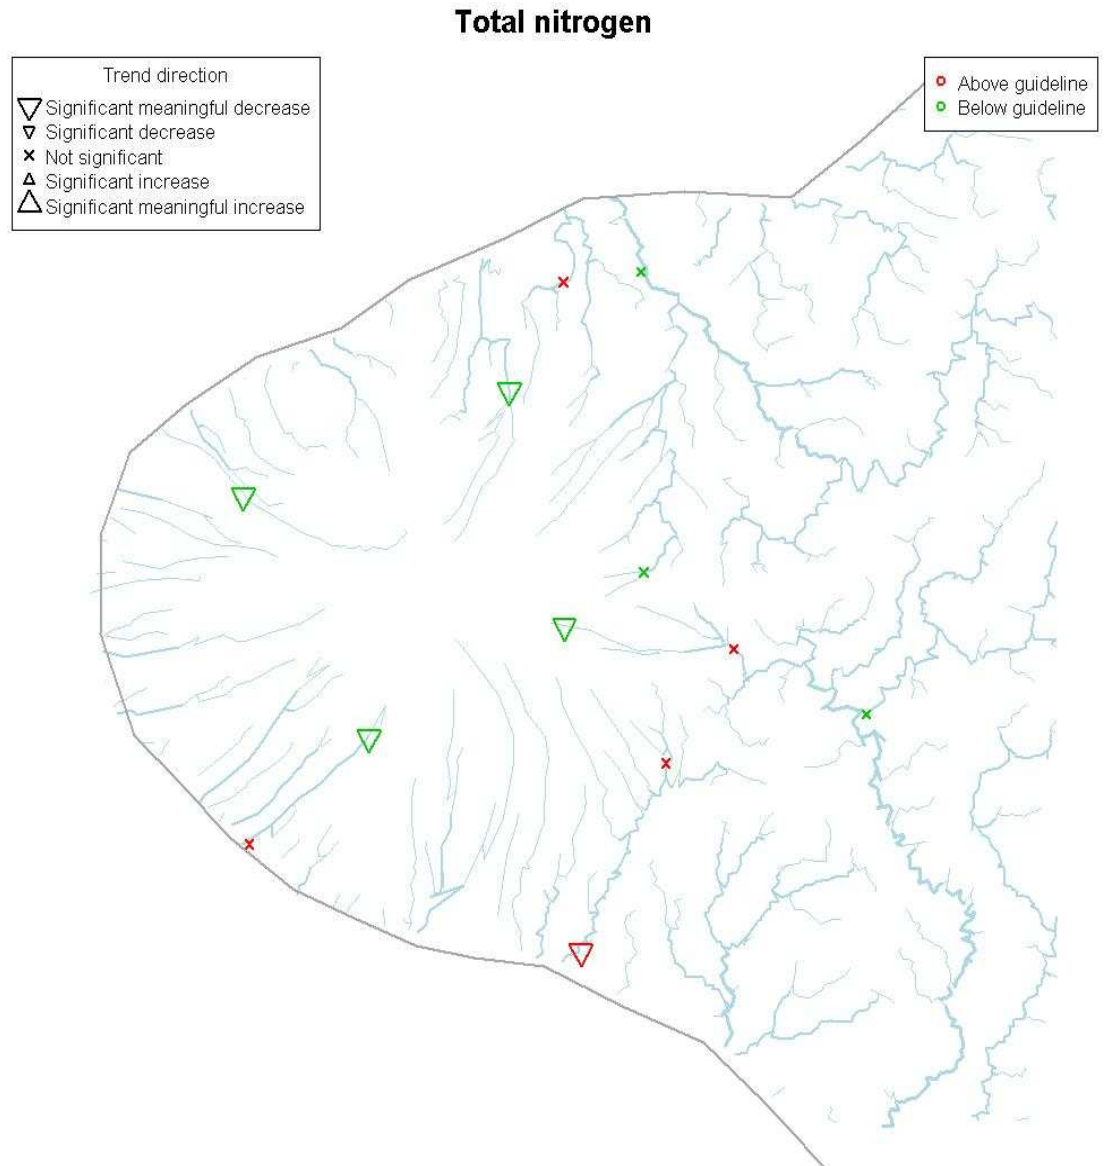 Total nitrogen
Trend direction
Significant meaningful decrease
Significant decrease
Not significant
Significant increase
Significant meaningful increase
Above guideline
Below guideline